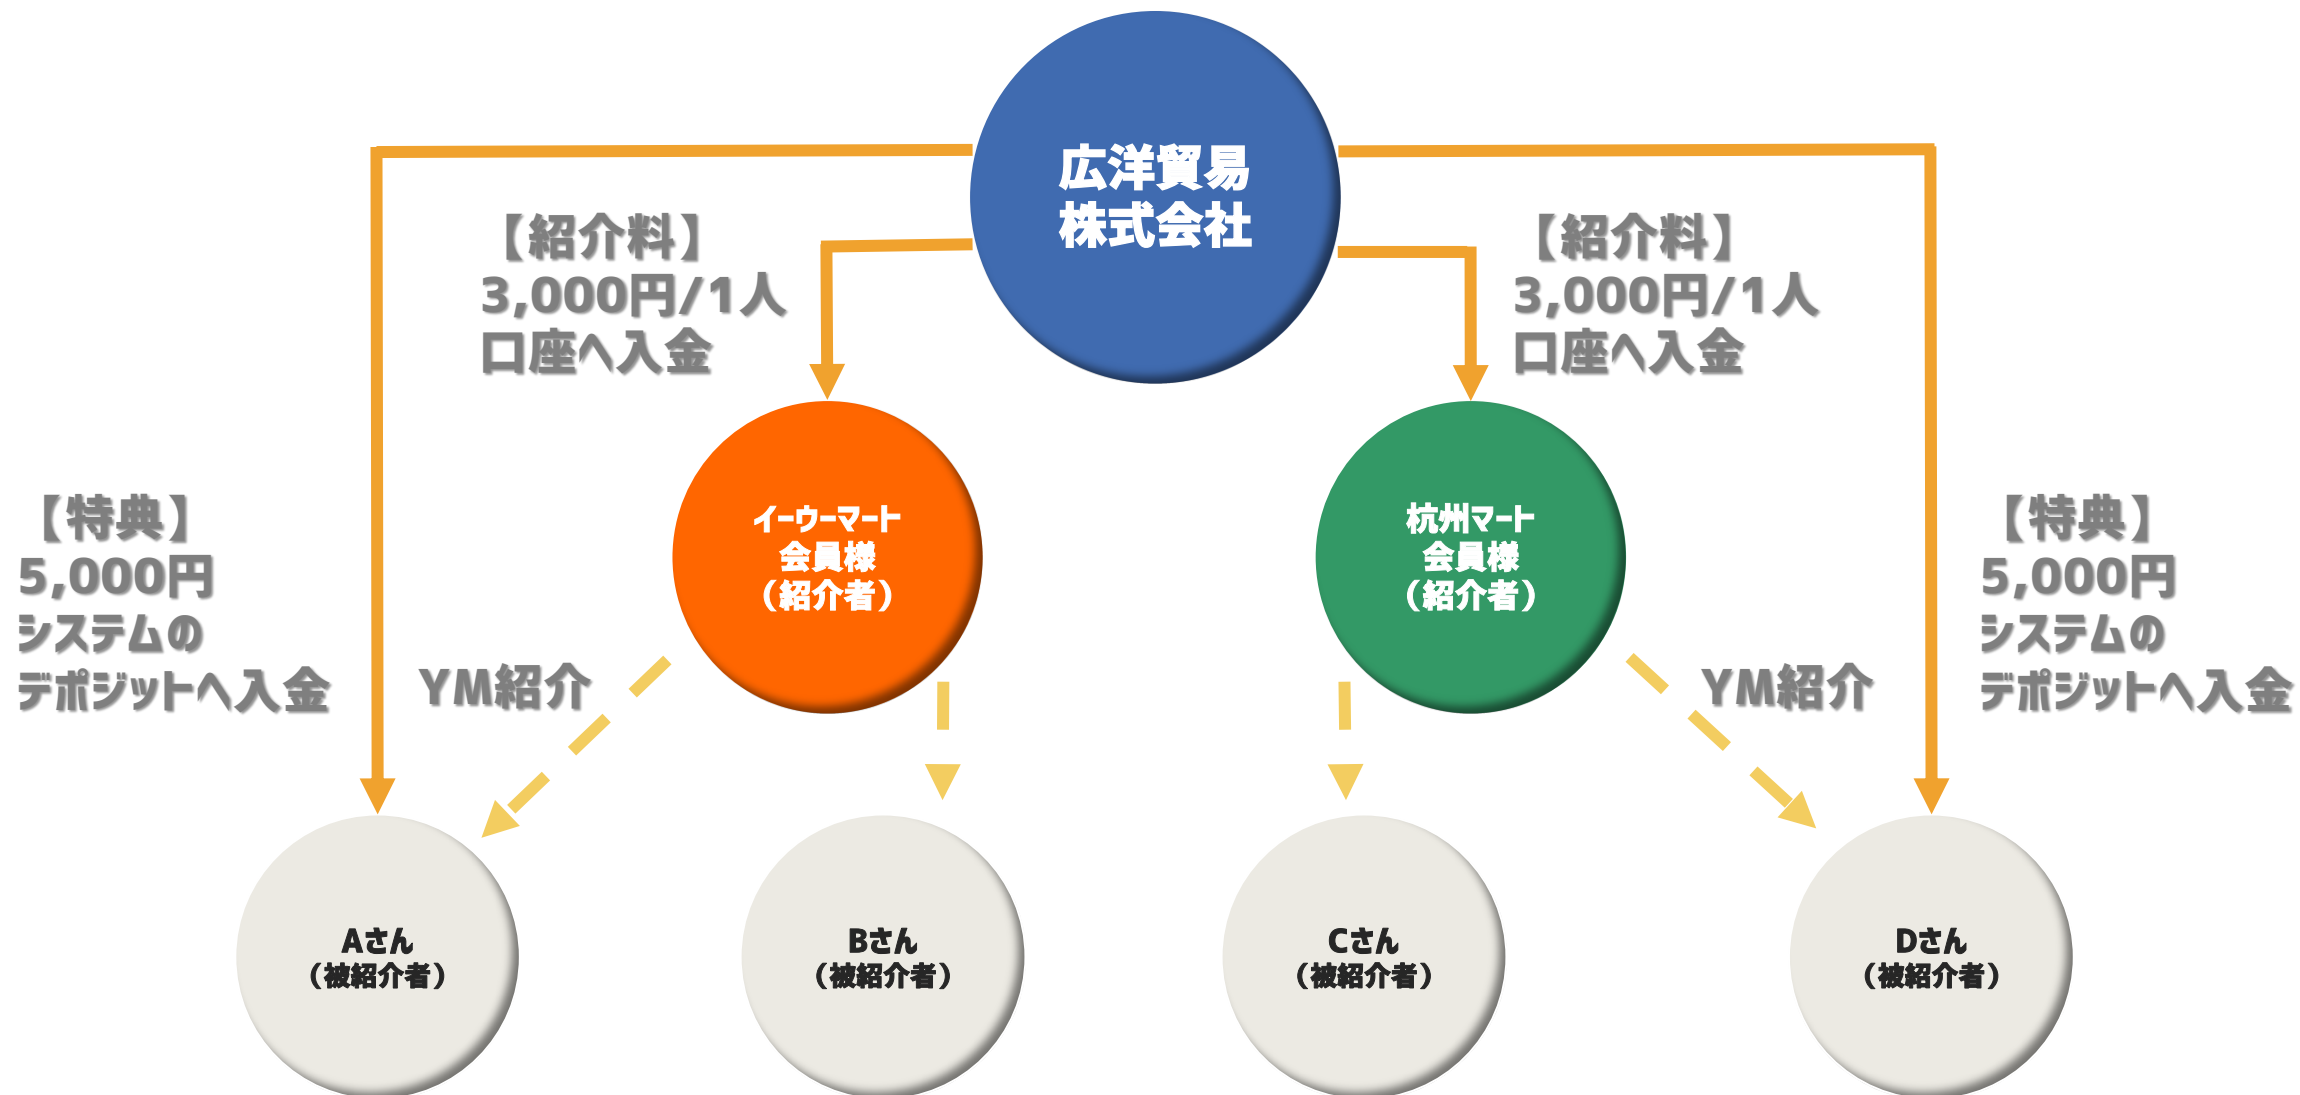 広洋貿易
株式会社
【紹介料】
3,000円/1人
口座へ入金
【紹介料】
3,000円/1人
口座へ入金
【特典】
5,000円
システムの
デポジットへ入金
イーウーマート
会員様
（紹介者）
杭州マート
会員様
（紹介者）
【特典】
5,000円
システムの
デポジットへ入金
YM紹介
YM紹介
Aさん
（被紹介者）
Bさん
（被紹介者）
Cさん
（被紹介者）
Dさん
（被紹介者）